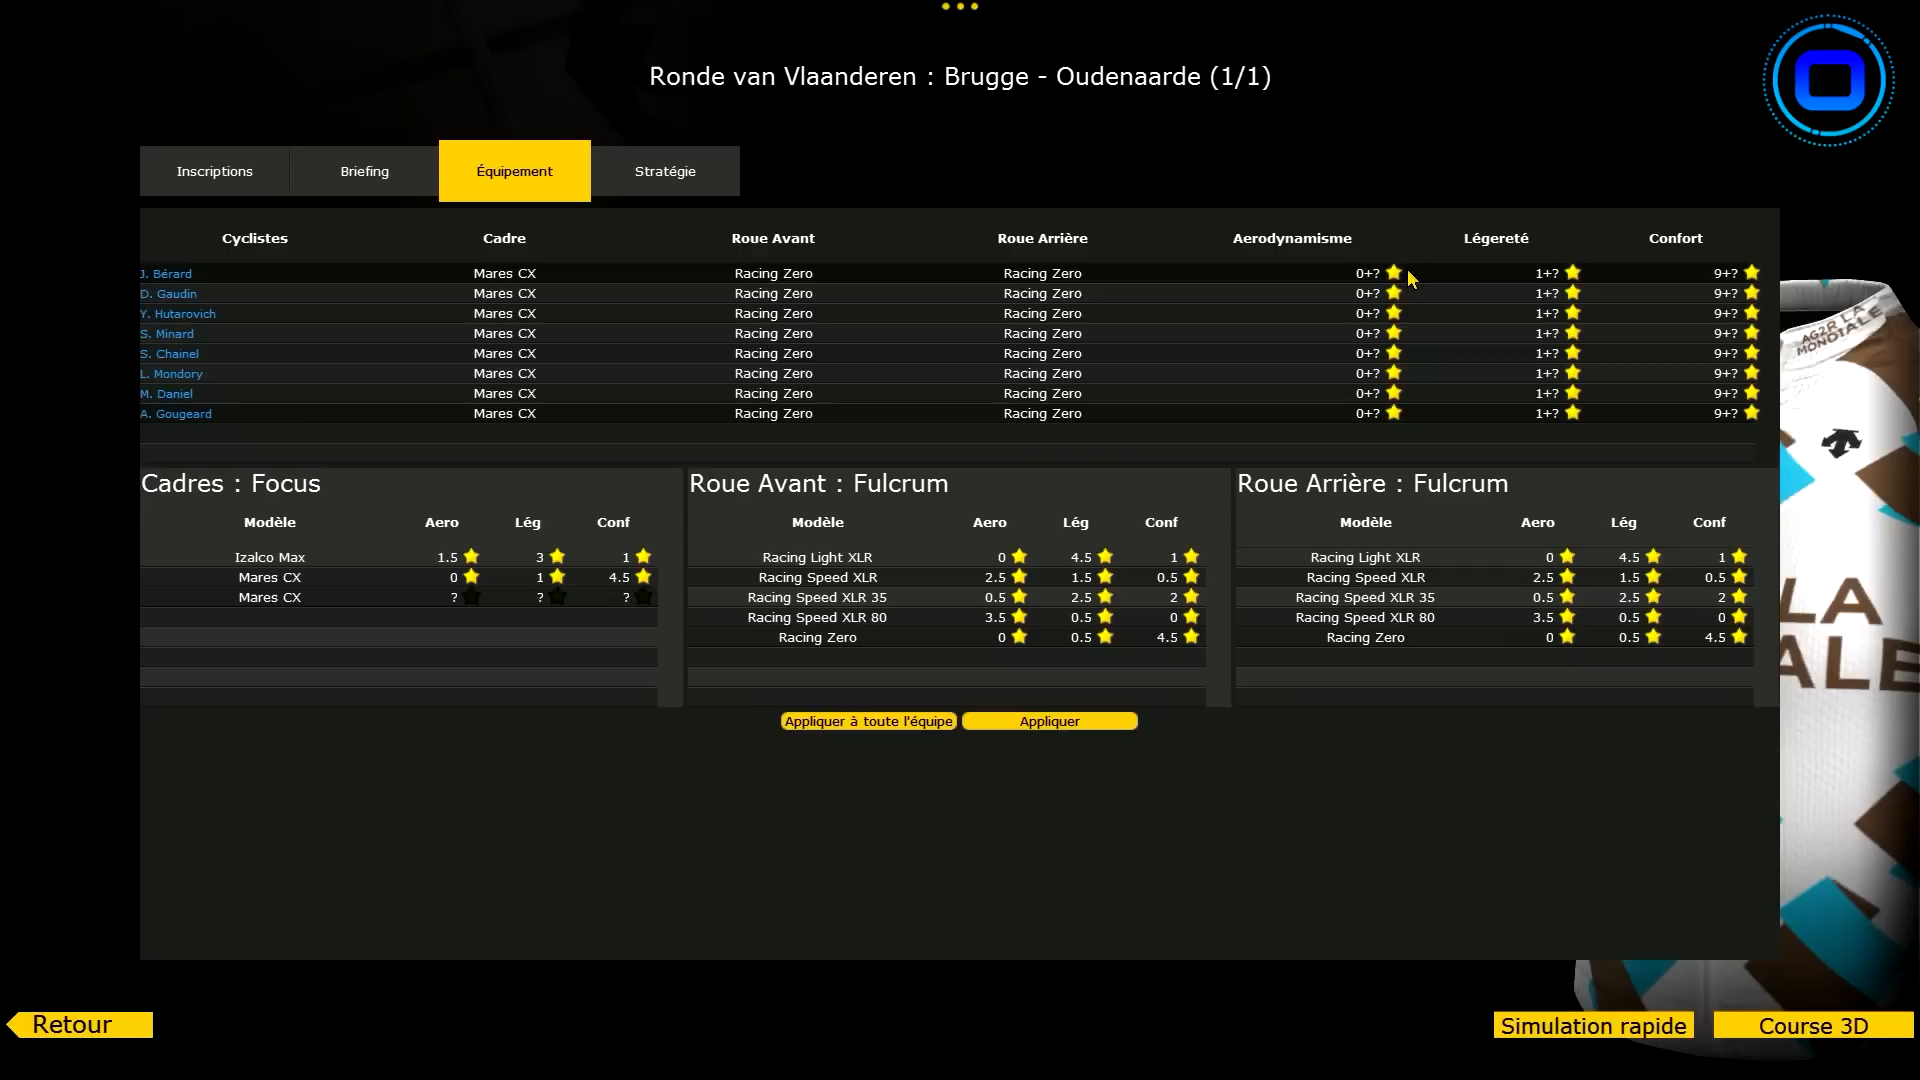 Ronde van Vlaanderen : Brugge - Oudenaarde (1/1)
Inscriptions Briefing Équipement Stratégie
Cyclistes Cadre Roue Avant Roue Arrière Aerodynamisme Légereté Confort
J. Bérard Mares CX Racing Zero Racing Zero 0+? 1+? 9+?
D. Gaudin Mares CX Racing Zero Racing Zero 0+? 1+? 9+?
Y. Hutarovich Mares CX Racing Zero Racing Zero 0+? 1+? 9+?
S. Minard Mares CX Racing Zero Racing Zero 0+? 1+? 9+?
S. Chainel Mares CX Racing Zero Racing Zero 0+? 1+? 9+?
L. Mondory Mares CX Racing Zero Racing Zero 0+? 1+? 9+?
M. Daniel Mares CX Racing Zero Racing Zero 0+? 1+? 9+?
A. Gougeard Mares CX Racing Zero Racing Zero 0+? 1+? 9+?
Cadres : Focus
Modèle Aero Lég Conf
Izalco Max 1.5 3 1
Mares CX 0 1 4.5
Mares CX ? ? ?
Roue Avant : Fulcrum
Modèle Aero Lég Conf
Racing Light XLR 0 4.5 1
Racing Speed XLR 2.5 1.5 0.5
Racing Speed XLR 35 0.5 2.5 2
Racing Speed XLR 80 3.5 0.5 0
Racing Zero 0 0.5 4.5
Roue Arrière : Fulcrum
Modèle Aero Lég Conf
Racing Light XLR 0 4.5 1
Racing Speed XLR 2.5 1.5 0.5
Racing Speed XLR 35 0.5 2.5 2
Racing Speed XLR 80 3.5 0.5 0
Racing Zero 0 0.5 4.5
Appliquer à toute l'équipe Appliquer
AG2R LA
MONDIALE
LA
ALE
Retour
Simulation rapide Course 3D